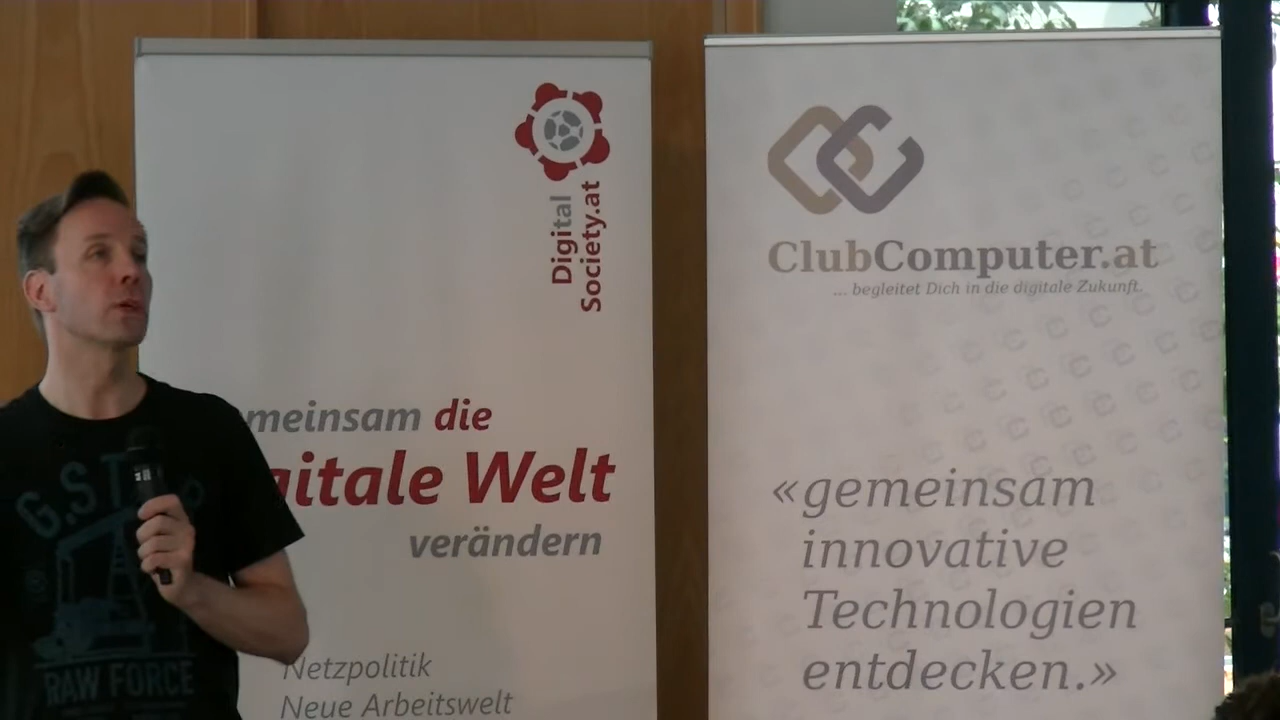 Digital
Society.at
meinsam die
gitale Welt
verändern
Netzpolitik
Neue Arbeitswelt
ClubComputer.at
... begleitet Dich in die digitale Zukunft.
«gemeinsam
innovative
Technologien
entdecken.»
G.S.T
RAW FORCE